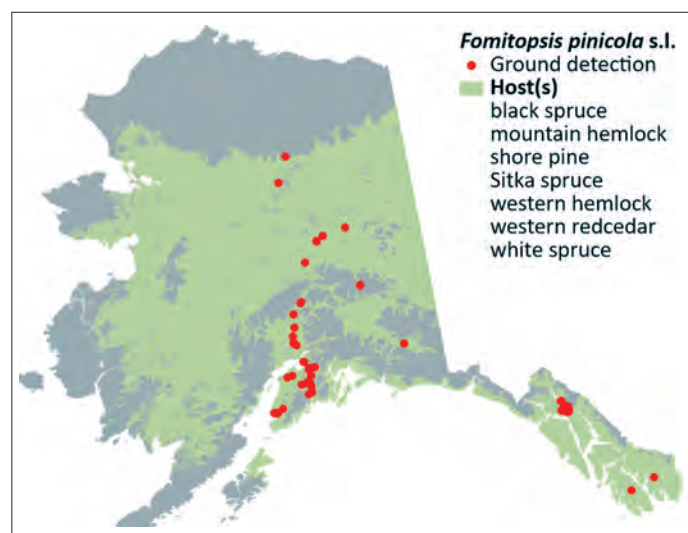 Fomitopsis pinicola s.l.
Ground detection
Host(s)
black spruce
mountain hemlock
shore pine
Sitka spruce
western hemlock
western redcedar
white spruce